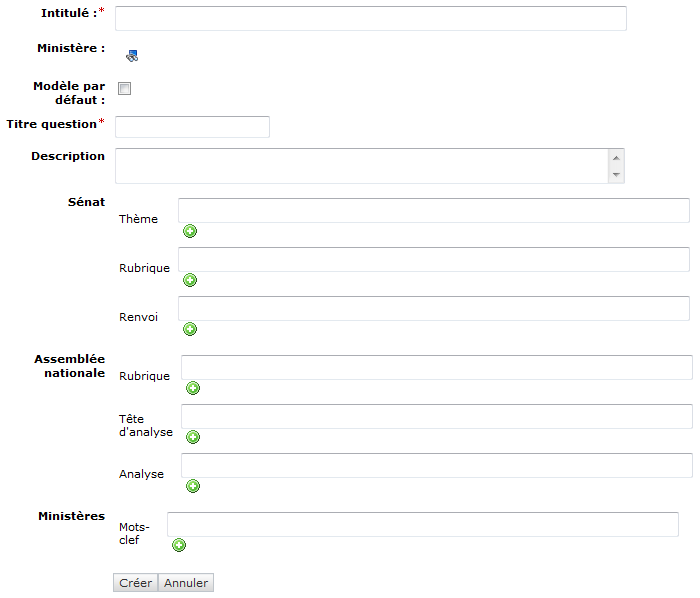 Intitulé :*
Ministère :
Modèle par
défaut :
Titre question*
Description
Sénat
Thème
Rubrique
Renvoi
Assemblée
nationale
Rubrique
Tête
d'analyse
Analyse
Ministères
Mots-
clef
Créer Annuler